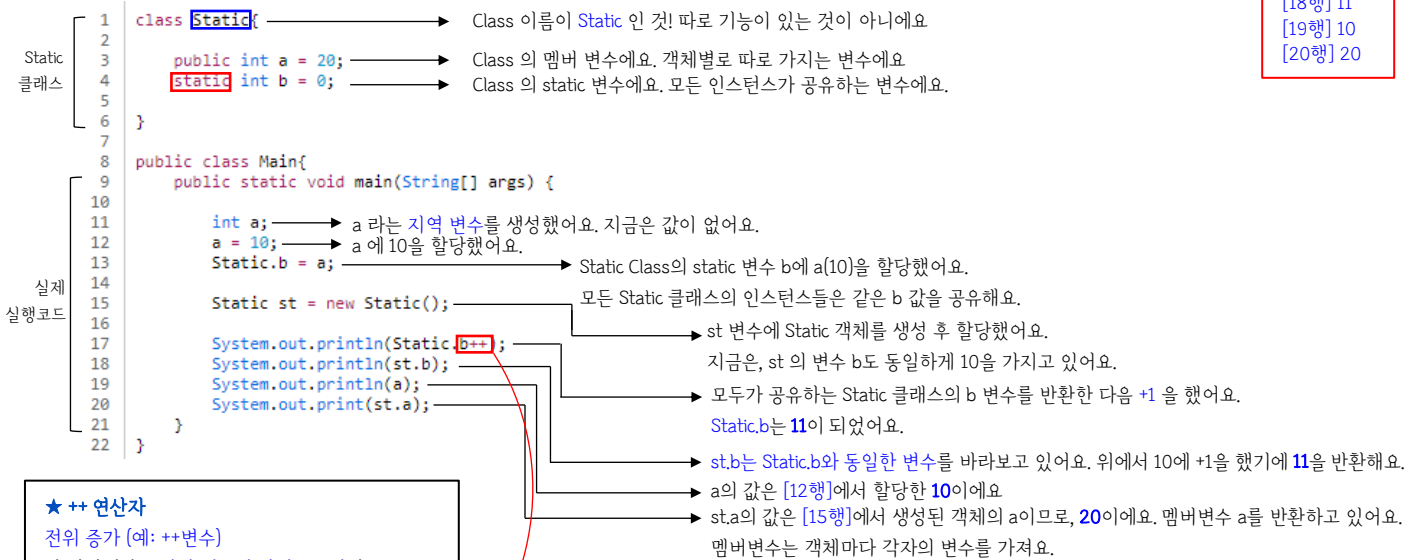 [18행] 11
[19행] 10
[20행] 20
Static
클래스
1 class Static{
Class 이름이 Static 인 것! 따로 기능이 있는 것이 아니에요
2
3 public int a = 20;
Class 의 멤버 변수에요. 객체별로 따로 가지는 변수에요
4 static int b = 0;
Class 의 static 변수에요. 모든 인스턴스가 공유하는 변수에요.
5
6 }
7
8 public class Main{
9 public static void main(String[] args) {
10
실제
실행코드
11 int a;
a 라는 지역 변수를 생성했어요. 지금은 값이 없어요.
12 a = 10;
a 에 10을 할당했어요.
13 Static.b = a;
Static Class의 static 변수 b에 a(10)을 할당했어요.
모든 Static 클래스의 인스턴스들은 같은 b 값을 공유해요.
14
15 Static st = new Static();
st 변수에 Static 객체를 생성 후 할당했어요.
지금은, st 의 변수 b도 동일하게 10을 가지고 있어요.
16
17 System.out.println(Static.b++);
모두가 공유하는 Static 클래스의 b 변수를 반환한 다음 +1 을 했어요.
Static.b는 11이 되었어요.
18 System.out.println(st.b);
st.b는 Static.b와 동일한 변수를 바라보고 있어요. 위에서 10에 +1을 했기에 11을 반환해요.
19 System.out.println(a);
a의 값은 [12행]에서 할당한 10이에요
20 System.out.print(st.a);
st.a의 값은 [15행]에서 생성된 객체의 a이므로, 20이에요. 멤버변수 a를 반환하고 있어요.
멤버변수는 객체마다 각자의 변수를 가져요.
21 }
22 }
★ ++ 연산자
전위 증가 (예: ++변수)